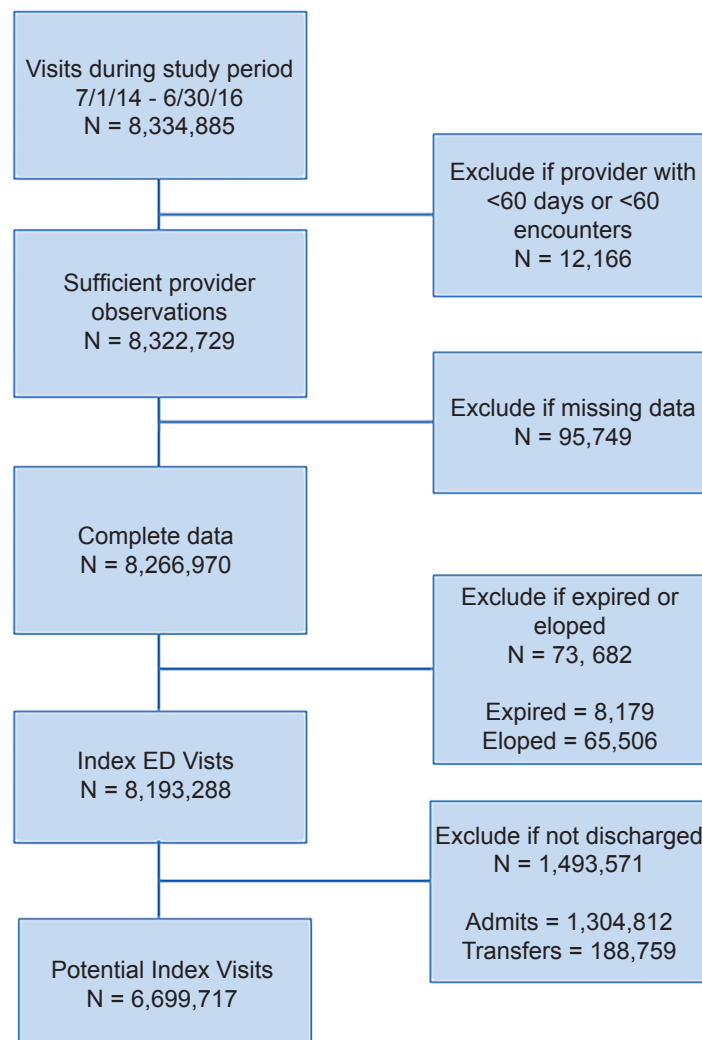 Visits during study period
7/1/14 - 6/30/16
N = 8,334,885
Exclude if provider with
<60 days or <60
encounters
N = 12,166
Sufficient provider
observations
N = 8,322,729
Exclude if missing data
N = 95,749
Complete data
N = 8,266,970
Exclude if expired or
eloped
N = 73, 682
Expired = 8,179
Eloped = 65,506
Index ED Vists
N = 8,193,288
Exclude if not discharged
N = 1,493,571
Admits = 1,304,812
Transfers = 188,759
Potential Index Visits
N = 6,699,717